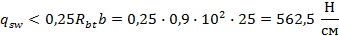 q_sw < 0,25R_bt b = 0,25 · 0,9 · 10² · 25 = 562,5 Н/см